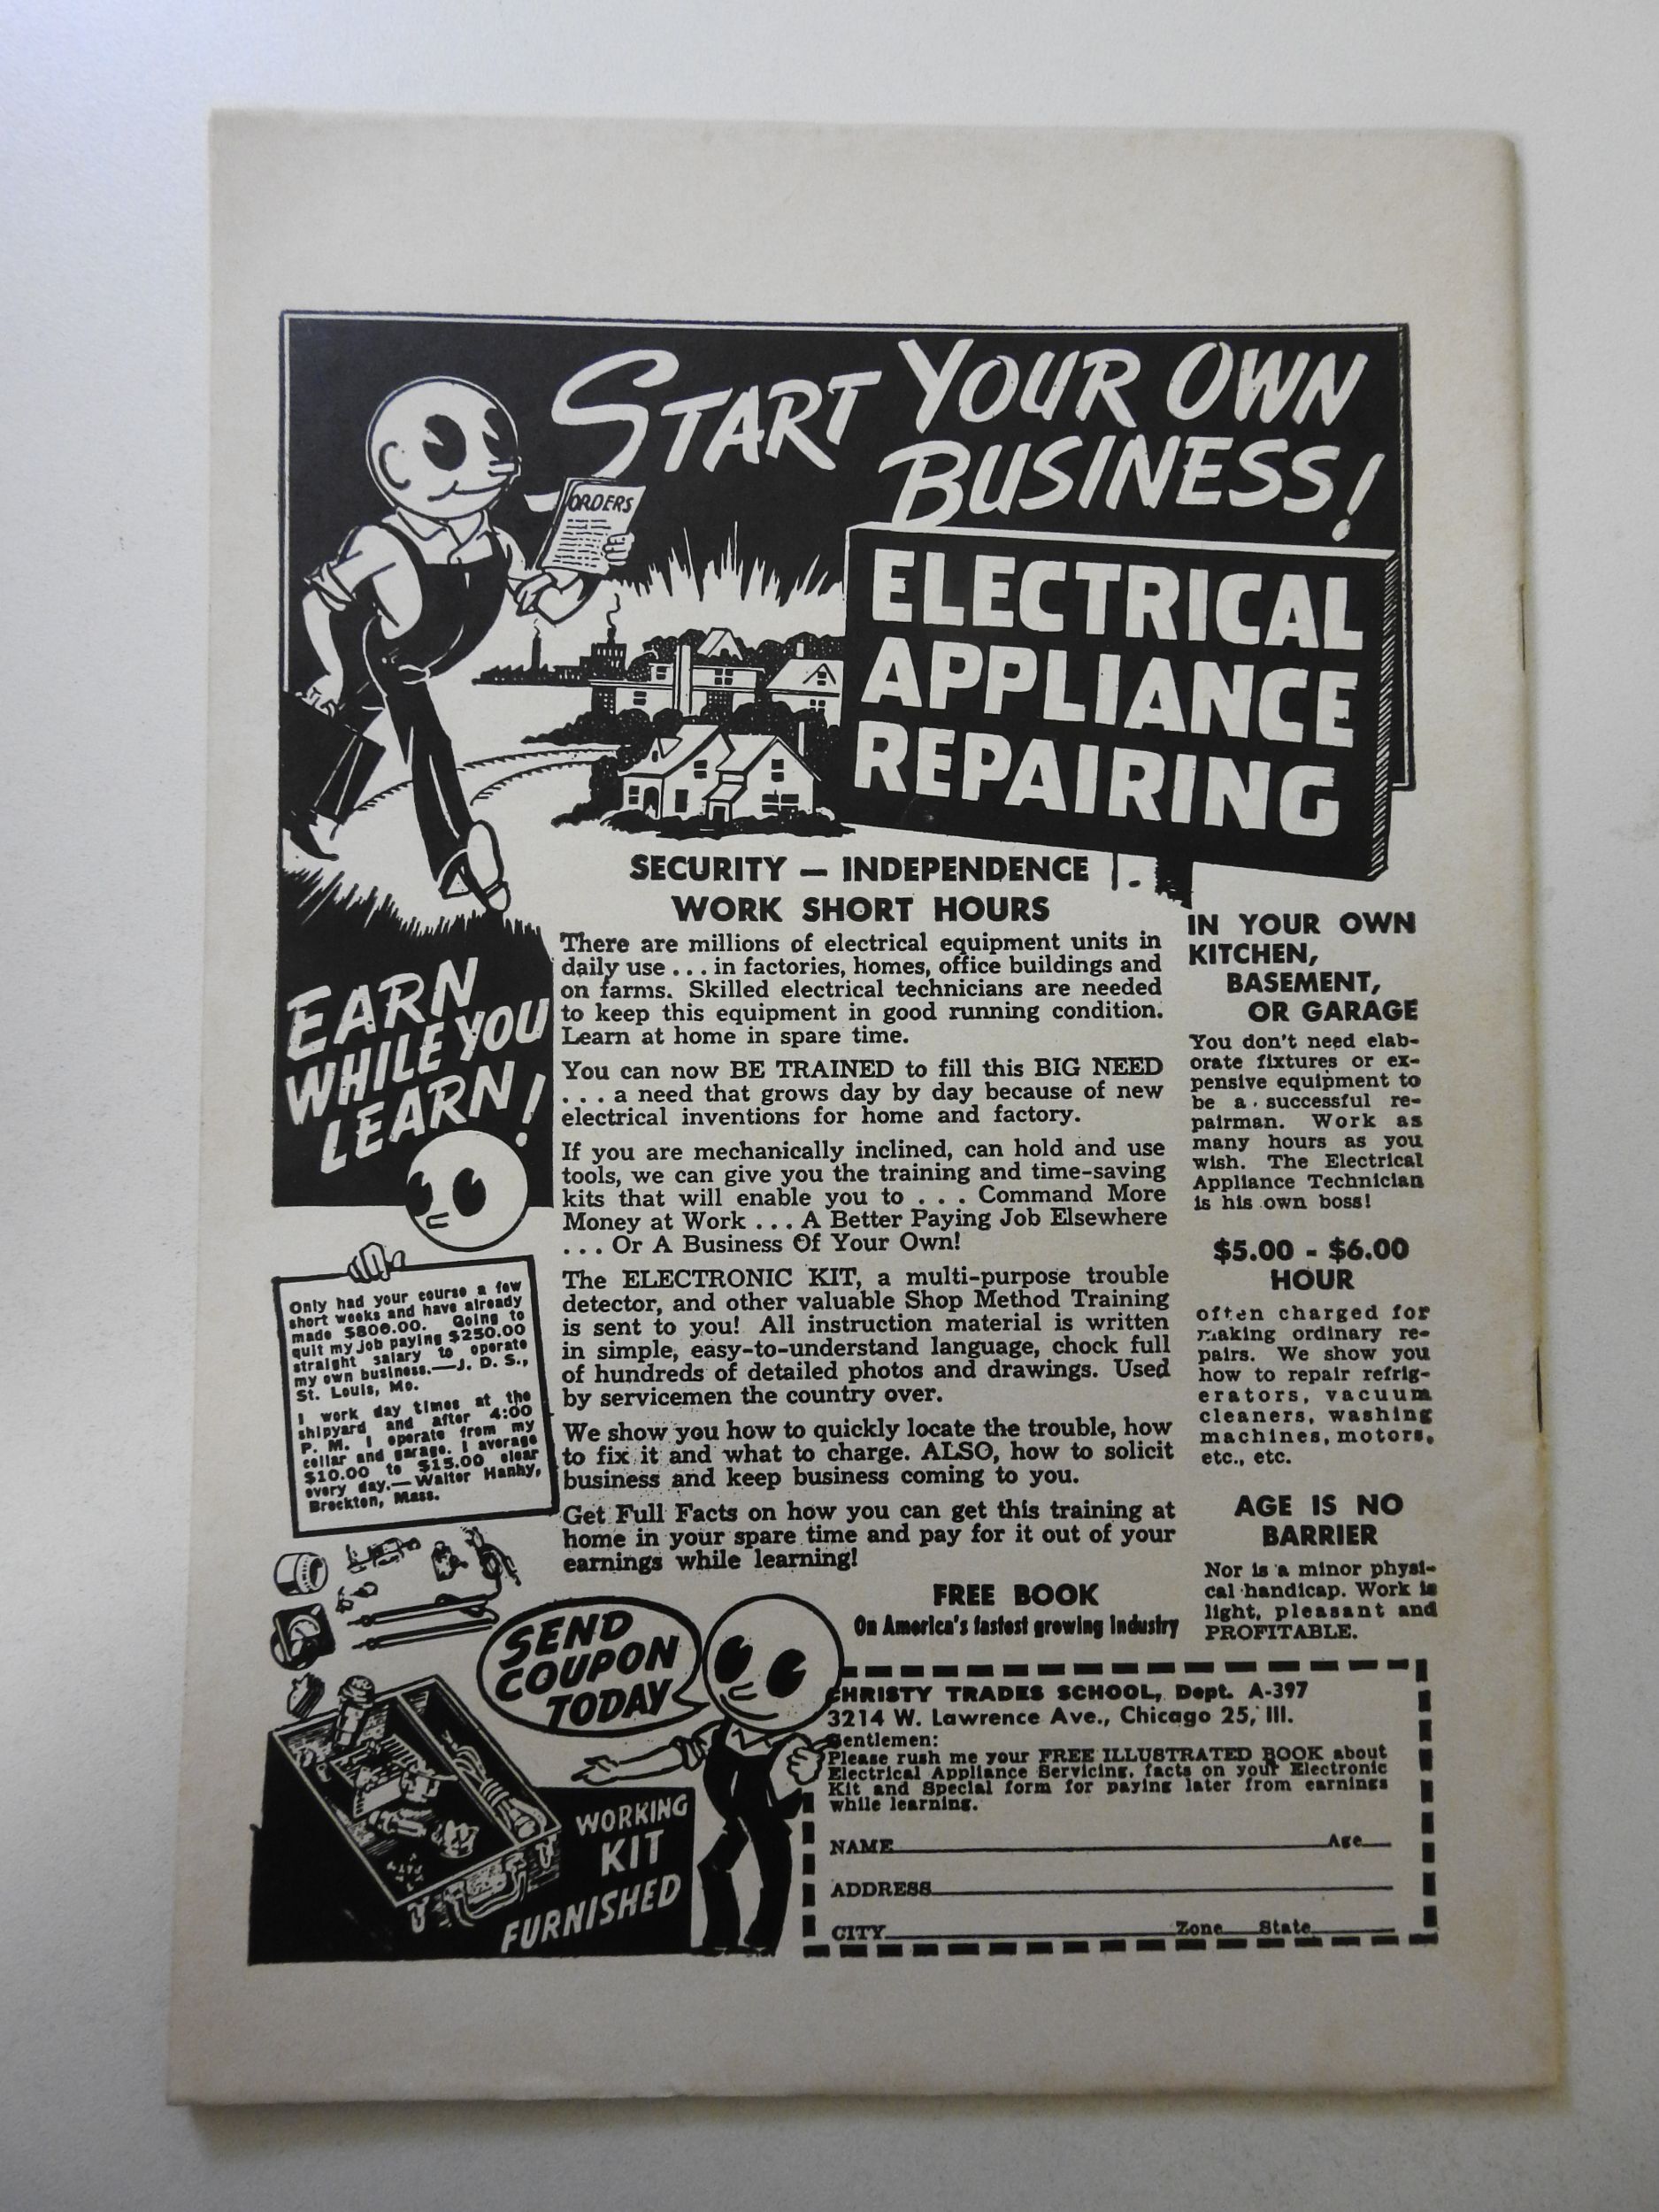 START YOUR OWN
BUSINESS!
ORDERS
ELECTRICAL
APPLIANCE
REPAIRING
SECURITY — INDEPENDENCE
WORK SHORT HOURS
There are millions of electrical equipment units in
daily use ... in factories, homes, office buildings and
on farms. Skilled electrical technicians are needed
to keep this equipment in good running condition.
Learn at home in spare time.
You can now BE TRAINED to fill this BIG NEED
... a need that grows day by day because of new
electrical inventions for home and factory.
If you are mechanically inclined, can hold and use
tools, we can give you the training and time-saving
kits that will enable you to ... Command More
Money at Work ... A Better Paying Job Elsewhere
... Or A Business Of Your Own!
The ELECTRONIC KIT, a multi-purpose trouble
detector, and other valuable Shop Method Training
is sent to you! All instruction material is written
in simple, easy-to-understand language, chock full
of hundreds of detailed photos and drawings. Used
by servicemen the country over.
We show you how to quickly locate the trouble, how
to fix it and what to charge. ALSO, how to solicit
business and keep business coming to you.
Get Full Facts on how you can get this training at
home in your spare time and pay for it out of your
earnings while learning!
IN YOUR OWN
KITCHEN,
BASEMENT,
OR GARAGE
You don't need elab-
orate fixtures or ex-
pensive equipment to
be a successful re-
pairman. Work as
many hours as you
wish. The Electrical
Appliance Technician
is his own boss!
$5.00 - $6.00
HOUR
often charged for
making ordinary re-
pairs. We show you
how to repair refrig-
erators, vacuum
cleaners, washing
machines, motors,
etc., etc.
AGE IS NO
BARRIER
Nor is a minor physi-
cal handicap. Work is
light, pleasant and
PROFITABLE.
EARN
WHILE YOU
LEARN!
Only had your course a few
short weeks and have already
made $800.00. Going to
quit my job paying $250.00
straight salary to operate
my own business.—J. D. S.,
St. Louis, Mo.
I work day times at the
shipyard and after 4:00
P. M. I operate from my
cellar and garage. I average
$10.00 to $15.00 clear
every day.—Walter Hanhy,
Brockton, Mass.
SEND
COUPON
TODAY
WORKING
KIT
FURNISHED
FREE BOOK
On America's fastest growing industry
CHRISTY TRADES SCHOOL, Dept. A-397
3214 W. Lawrence Ave., Chicago 25, Ill.
Gentlemen:
Please rush me your FREE ILLUSTRATED BOOK about
Electrical Appliance Servicing, facts on your Electronic
Kit and Special form for paying later from earnings
while learning.
NAME Age
ADDRESS
CITY Zone State